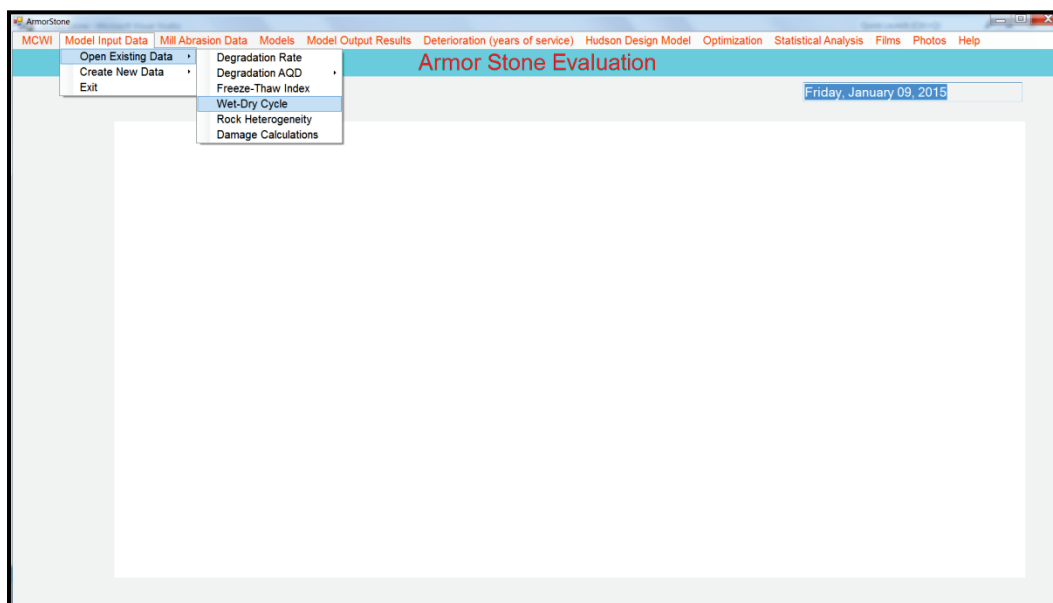 ArmorStone
MCWI Model Input Data Mill Abrasion Data Models Model Output Results Deterioration (years of service) Hudson Design Model Optimization Statistical Analysis Films Photos Help
Armor Stone Evaluation
Open Existing Data
Create New Data
Exit
Degradation Rate
Degradation AQD
Freeze-Thaw Index
Wet-Dry Cycle
Rock Heterogeneity
Damage Calculations
Friday, January 09, 2015